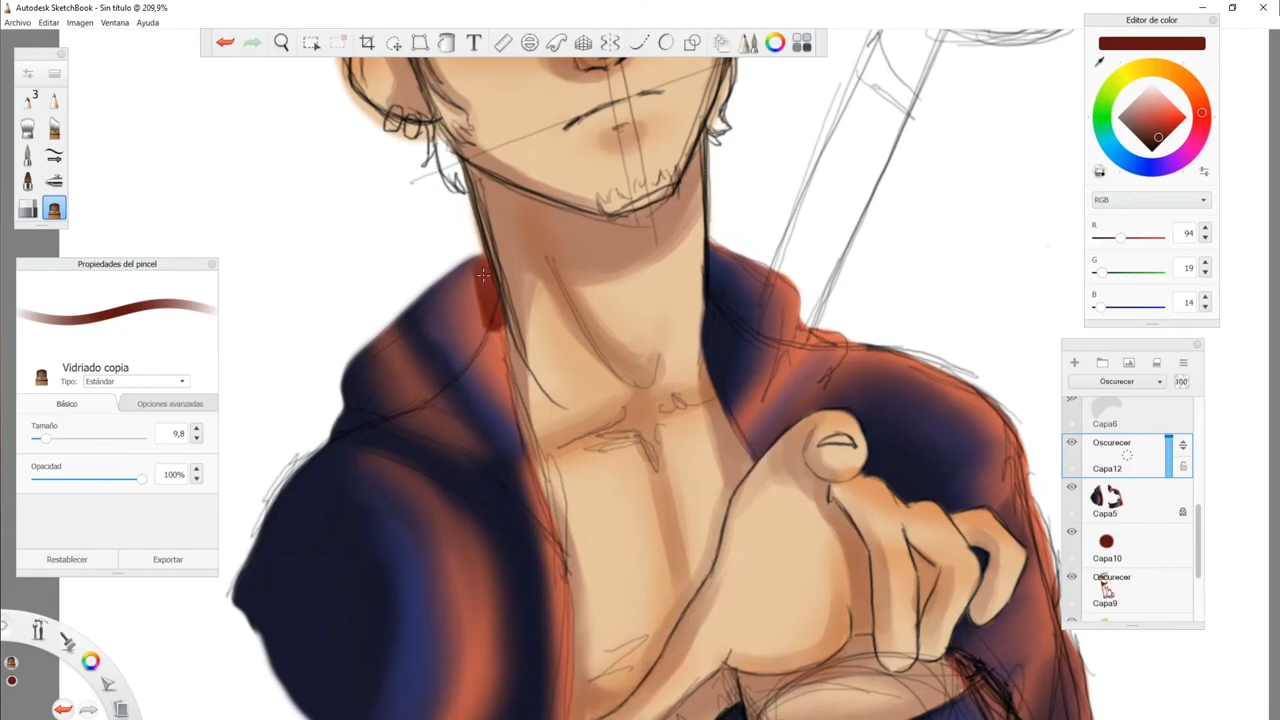 Autodesk SketchBook - Sin título @ 209,9%
Archivo Editar Imagen Ventana Ayuda
T
3
Propiedades del pincel
Vidriado copia
Tipo: Estándar
Básico Opciones avanzadas
Tamaño
9,8
Opacidad
100%
Restablecer Exportar
Editor de color
RGB
R
94
G
19
B
14
Oscurecer 100
Capa6
Oscurecer
Capa12
Capa5
Capa10
Oscurecer
Capa9